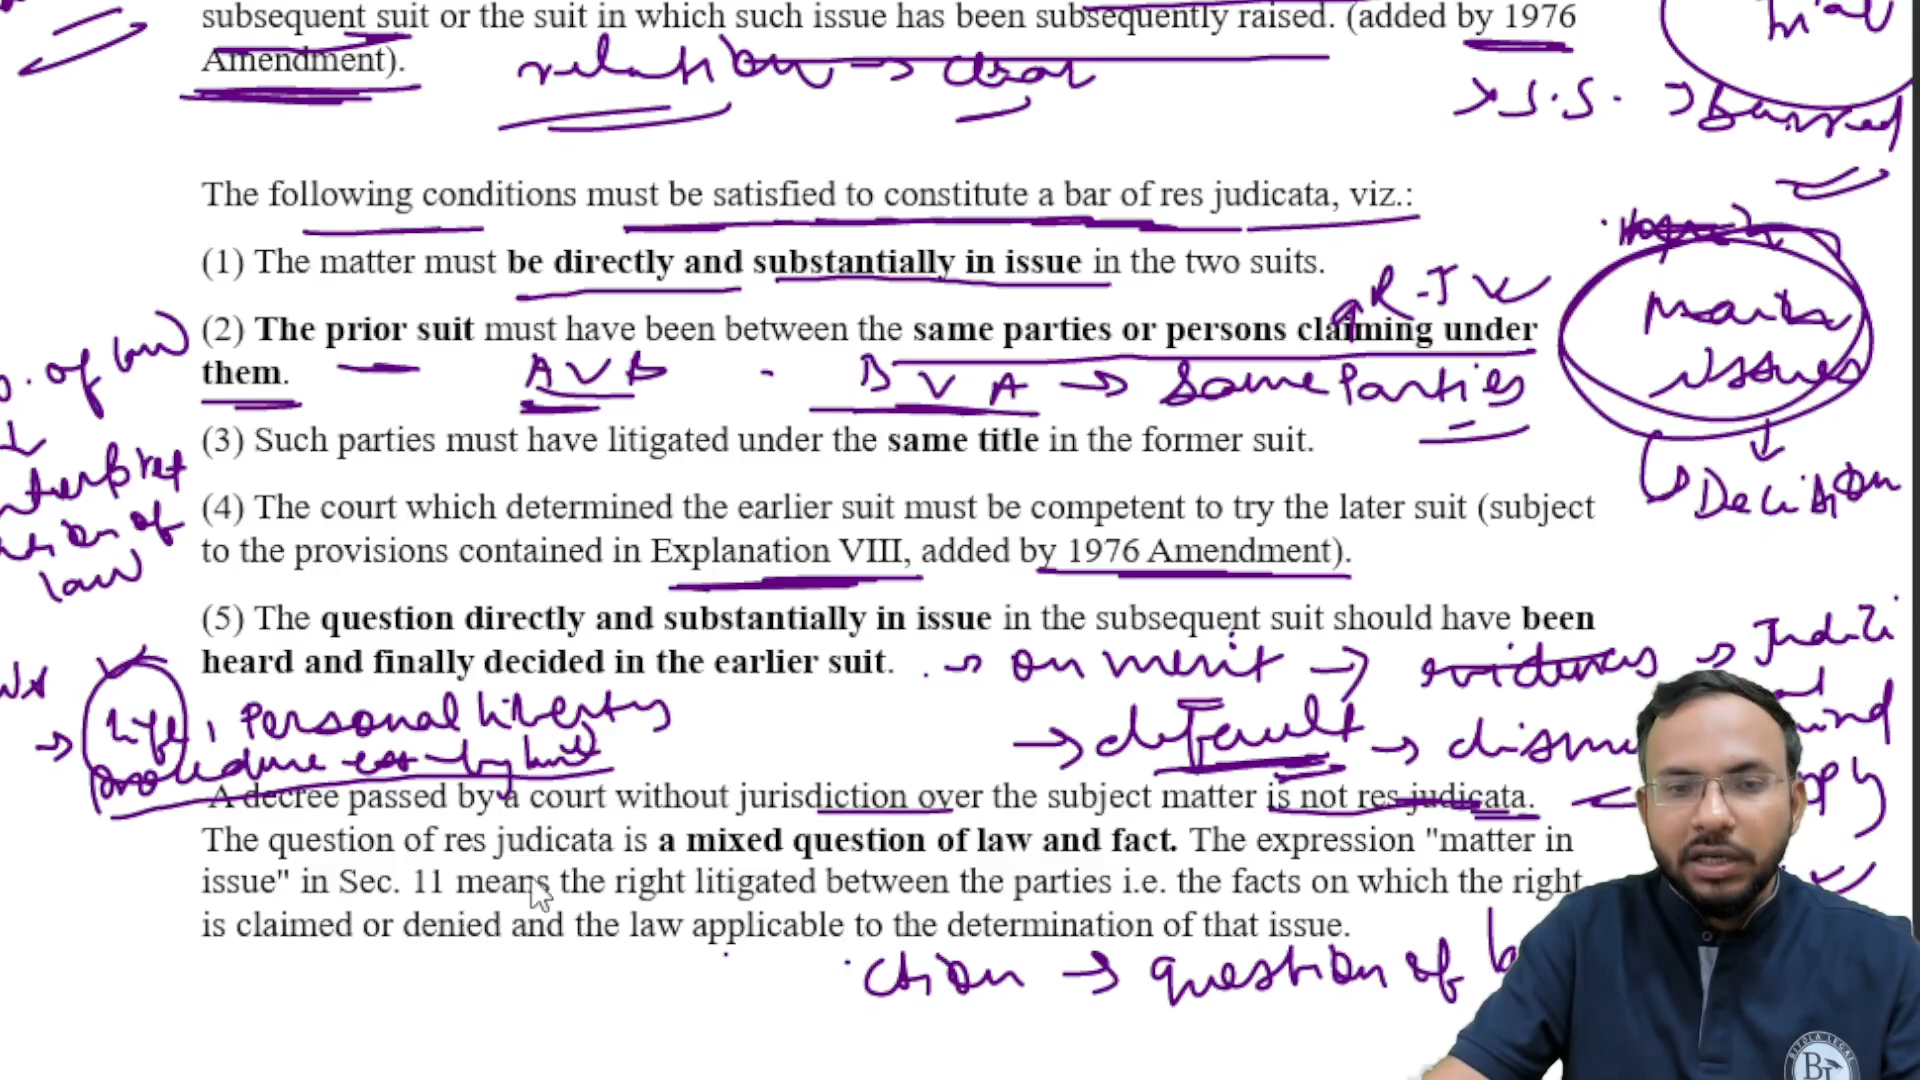 subsequent suit or the suit in which such issue has been subsequently raised. (added by 1976
Amendment).
relation → clear
S.S. → Barred
The following conditions must be satisfied to constitute a bar of res judicata, viz.:
(1) The matter must be directly and substantially in issue in the two suits.
R-J
(2) The prior suit must have been between the same parties or persons claiming under
them.
A V B - B V A → Same Parties
issues
(3) Such parties must have litigated under the same title in the former suit.
Decision
(4) The court which determined the earlier suit must be competent to try the later suit (subject
to the provisions contained in Explanation VIII, added by 1976 Amendment).
of law
law
(5) The question directly and substantially in issue in the subsequent suit should have been
heard and finally decided in the earlier suit.
→ on merit → evidences →
→ Life, Personal liberty
→ default →
procedure est by law
A decree passed by a court without jurisdiction over the subject matter is not res judicata.
The question of res judicata is a mixed question of law and fact. The expression "matter in
issue" in Sec. 11 means the right litigated between the parties i.e. the facts on which the right
is claimed or denied and the law applicable to the determination of that issue.
ction → question of